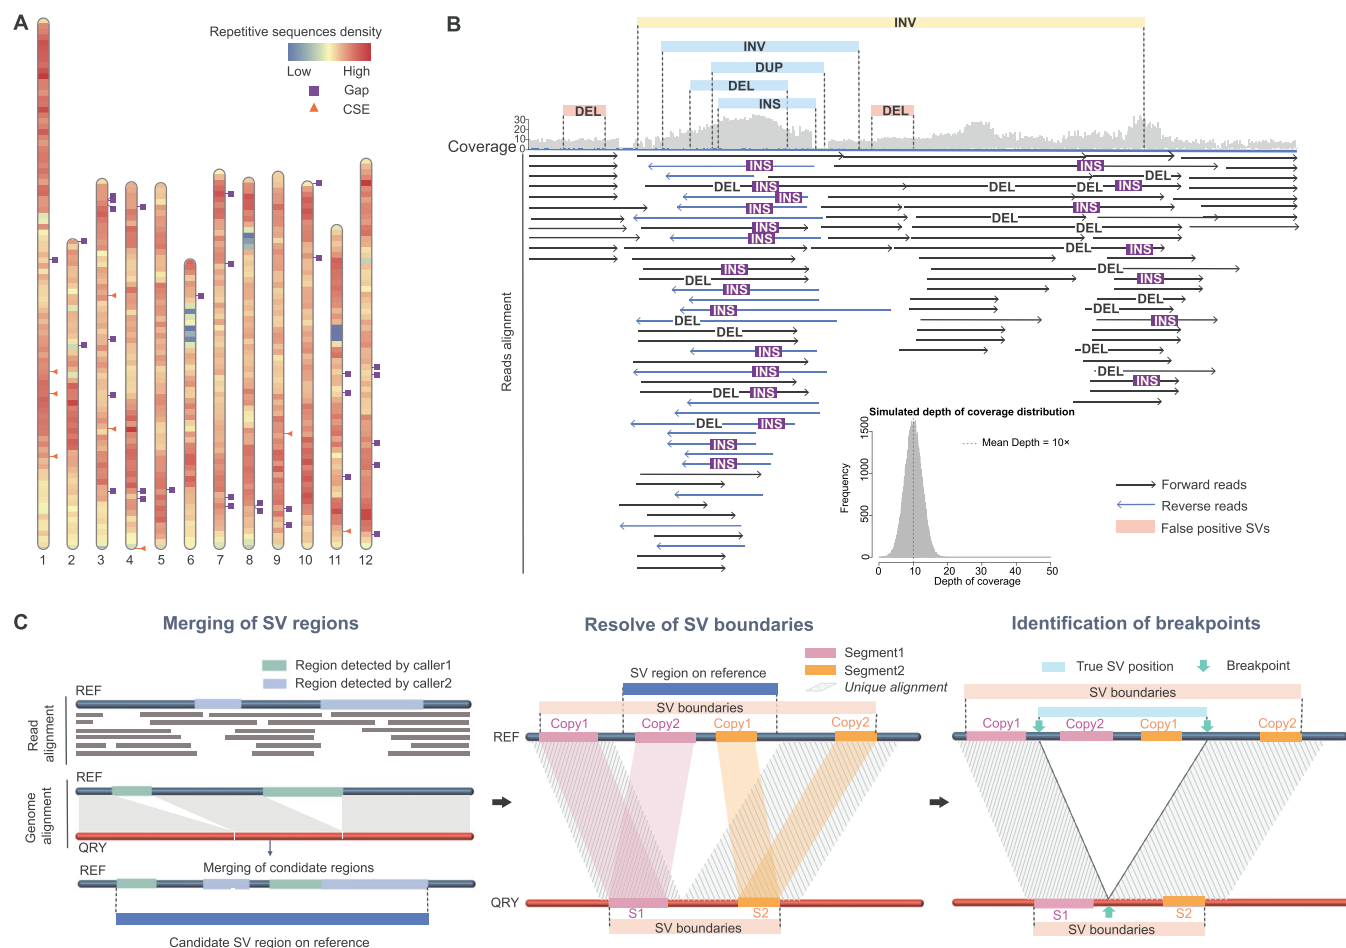 A
Repetitive sequences density
Low High
Gap
CSE
1 2 3 4 5 6 7 8 9 10 11 12
B
INV
INV
DUP
DEL
INS
DEL
DEL
30
20
10
0
Coverage
Reads alignment
INS
INS
DEL
DEL
INS
DEL
DEL
INS
INS
INS
INS
DEL
INS
DEL
INS
DEL
INS
INS
DEL
DEL
INS
DEL
INS
DEL
INS
DEL
DEL
DEL
INS
DEL
INS
INS
DEL
DEL
INS
INS
DEL
INS
DEL
INS
INS
INS
Simulated depth of coverage distribution
Mean Depth = 10×
Frequency
1500
1000
500
0
0 10 20 30 40 50
Depth of coverage
Forward reads
Reverse reads
False positive SVs
C
Merging of SV regions
Region detected by caller1
Region detected by caller2
REF
Read
alignment
REF
Genome
alignment
QRY
Merging of candidate regions
REF
Candidate SV region on reference
Resolve of SV boundaries
Segment1
Segment2
Unique alignment
SV region on reference
SV boundaries
Copy1 Copy2 Copy1 Copy2
REF
QRY
S1 S2
SV boundaries
Identification of breakpoints
True SV position
Breakpoint
SV boundaries
Copy1 Copy2 Copy1 Copy2
S1 S2
SV boundaries